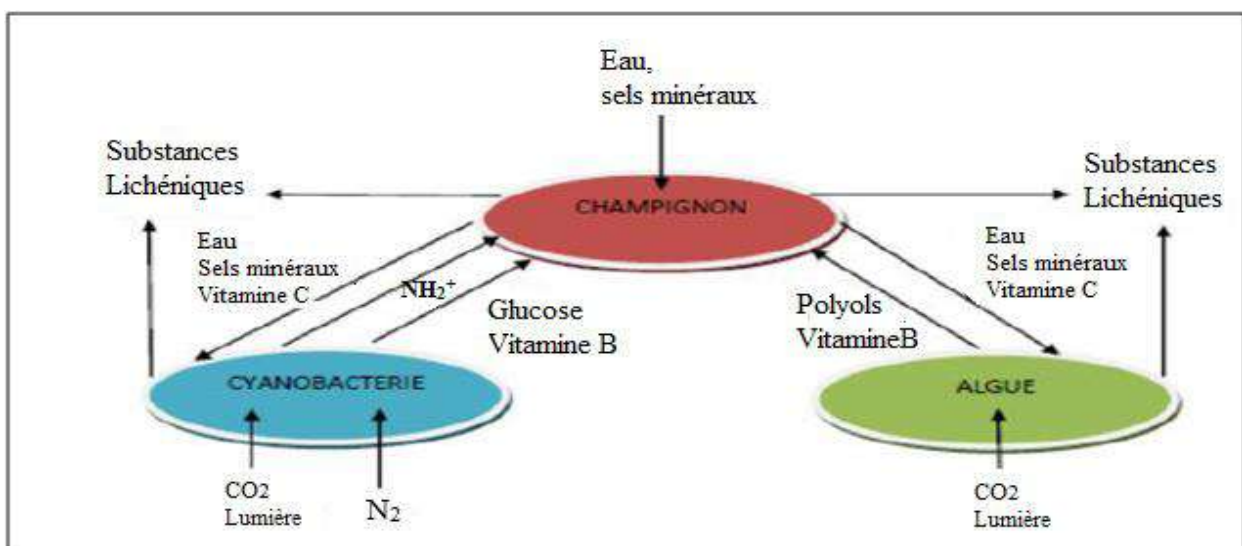 Eau,
sels minéraux
Substances
Lichéniques
Substances
Lichéniques
CHAMPIGNON
Eau
Sels minéraux
Vitamine C
NH₂⁺
Glucose
Vitamine B
Polyols
VitamineB
Eau
Sels minéraux
Vitamine C
CYANOBACTERIE
ALGUE
CO2
Lumière
N₂
CO2
Lumière